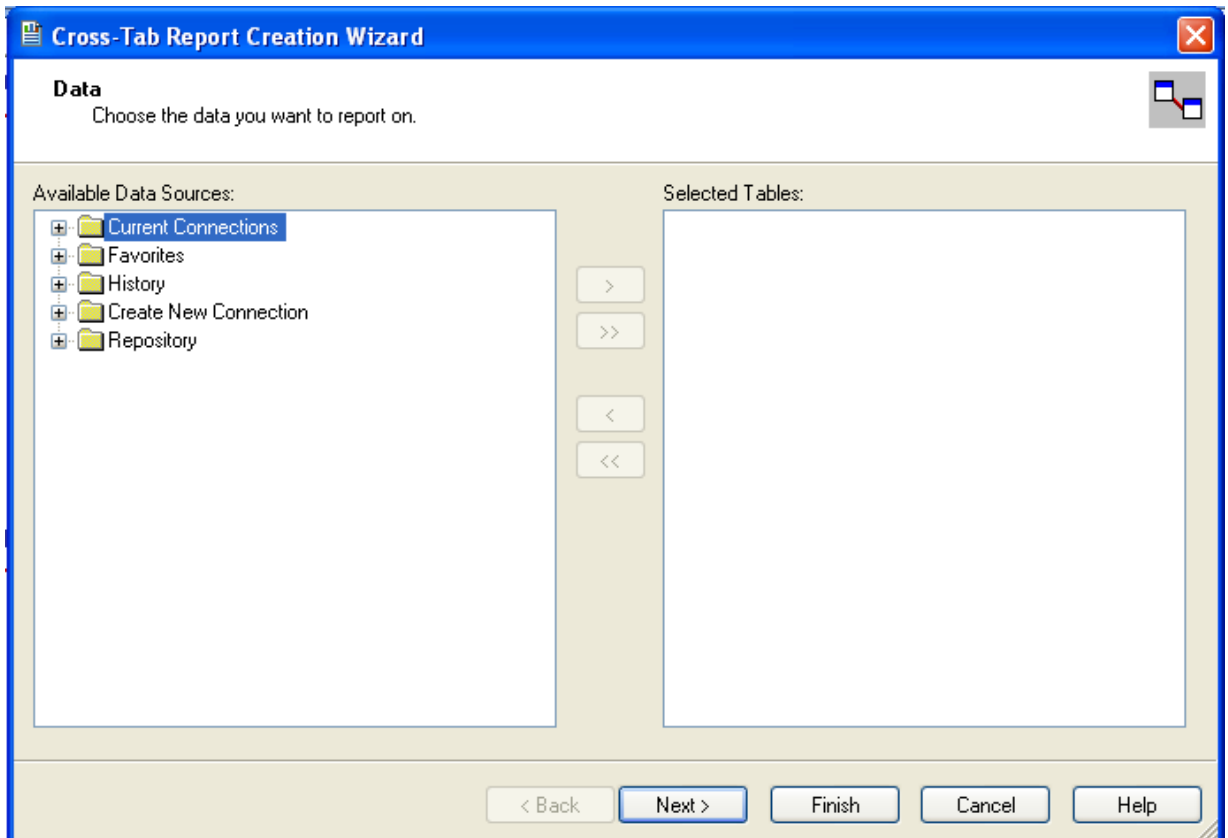 Cross-Tab Report Creation Wizard
Data
Choose the data you want to report on.
Available Data Sources:
Selected Tables:
Current Connections
Favorites
History
Create New Connection
Repository
>
>>
<
<<
< Back
Next >
Finish
Cancel
Help